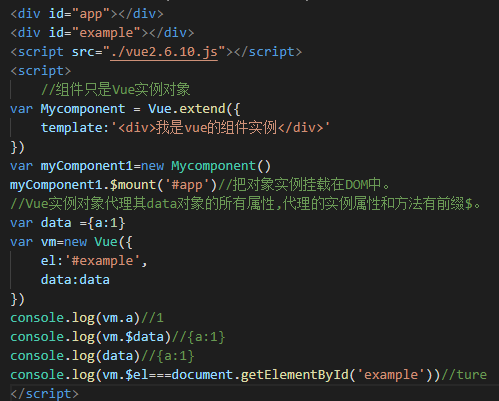 <div id="app"></div>
<div id="example"></div>
<script src="./vue2.6.10.js"></script>
<script>
    //组件只是Vue实例对象
var Mycomponent = Vue.extend({
    template:'<div>我是vue的组件实例</div>'
})
var myComponent1=new Mycomponent()
myComponent1.$mount('#app')//把对象实例挂载在DOM中。
//Vue实例对象代理其data对象的所有属性,代理的实例属性和方法有前缀$。
var data ={a:1}
var vm=new Vue({
    el:'#example',
    data:data
})
console.log(vm.a)//1
console.log(vm.$data)//{a:1}
console.log(data)//{a:1}
console.log(vm.$el===document.getElementById('example'))//ture
</script>